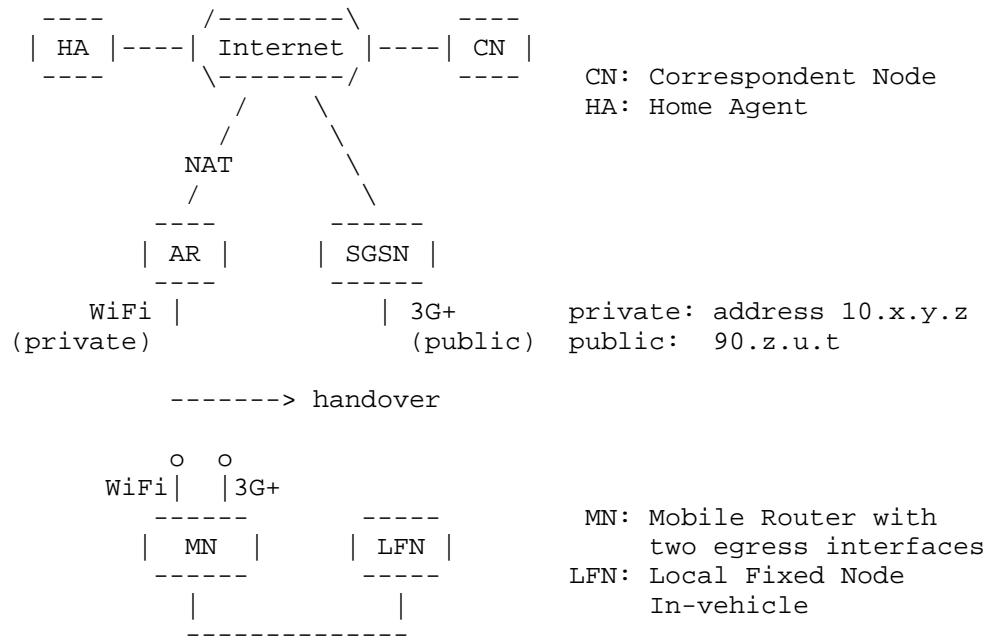 | HA |----| Internet |----| CN |
CN: Correspondent Node
HA: Home Agent
NAT
| AR | | SGSN |
WiFi | | 3G+ private: address 10.x.y.z
(private) (public) public: 90.z.u.t
-------> handover
o o
WiFi| |3G+
MN: Mobile Router with
| MN | | LFN | two egress interfaces
LFN: Local Fixed Node
In-vehicle